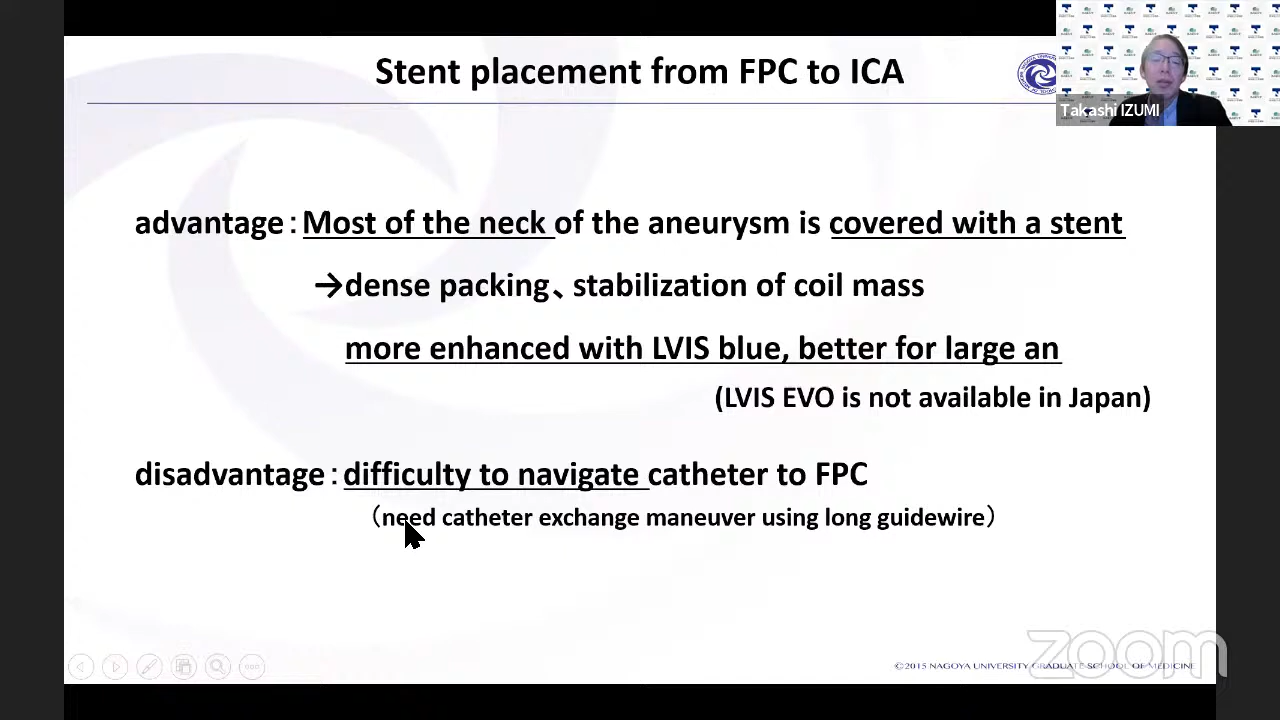 Stent placement from FPC to ICA
Takashi IZUMI
advantage：Most of the neck of the aneurysm is covered with a stent
→dense packing、stabilization of coil mass
more enhanced with LVIS blue, better for large an
(LVIS EVO is not available in Japan)
disadvantage：difficulty to navigate catheter to FPC
（need catheter exchange maneuver using long guidewire）
zoom
©2015 NAGOYA UNIVERSITY GRADUATE SCHOOL OF MEDICINE